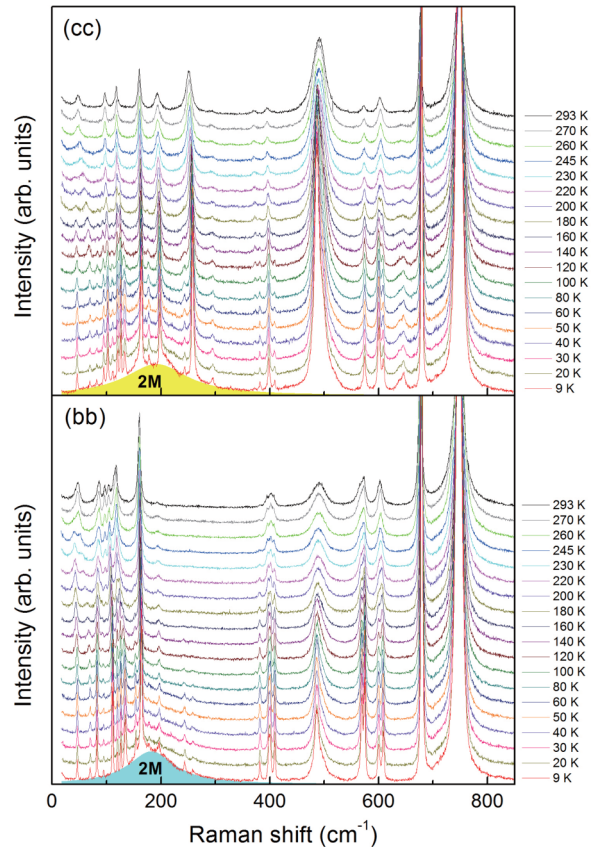 (cc)
Intensity (arb. units)
2M
293 K
270 K
260 K
245 K
230 K
220 K
200 K
180 K
160 K
140 K
120 K
100 K
80 K
60 K
50 K
40 K
30 K
20 K
9 K
(bb)
Intensity (arb. units)
2M
293 K
270 K
260 K
245 K
230 K
220 K
200 K
180 K
160 K
140 K
120 K
100 K
80 K
60 K
50 K
40 K
30 K
20 K
9 K
0 200 400 600 800
Raman shift (cm⁻¹)